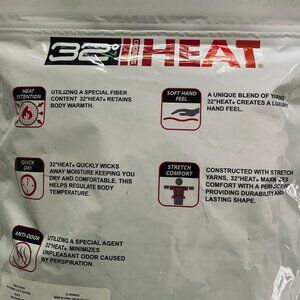 32° HEAT
HEAT
RETENTION
UTILIZING A SPECIAL FIBER
CONTENT 32°HEAT® RETAINS
BODY WARMTH.
SOFT HAND
FEEL
A UNIQUE BLEND OF YARNS
32°HEAT® CREATES A LUXURY
HAND FEEL.
QUICK
DRY
32°HEAT® QUICKLY WICKS
AWAY MOISTURE KEEPING YOU
DRY AND COMFORTABLE. THIS
HELPS REGULATE BODY
TEMPERATURE.
STRETCH
COMFORT
CONSTRUCTED WITH STRETCH
YARNS, 32°HEAT®
COMFORT WITH A
PROVIDING DURABILITY
LASTING SHAPE.
ANTI-ODOR
UTILIZING A SPECIAL AGENT
32°HEAT® MINIMIZES
UNPLEASANT ODOR CAUSED
BY PERSPIRATION.